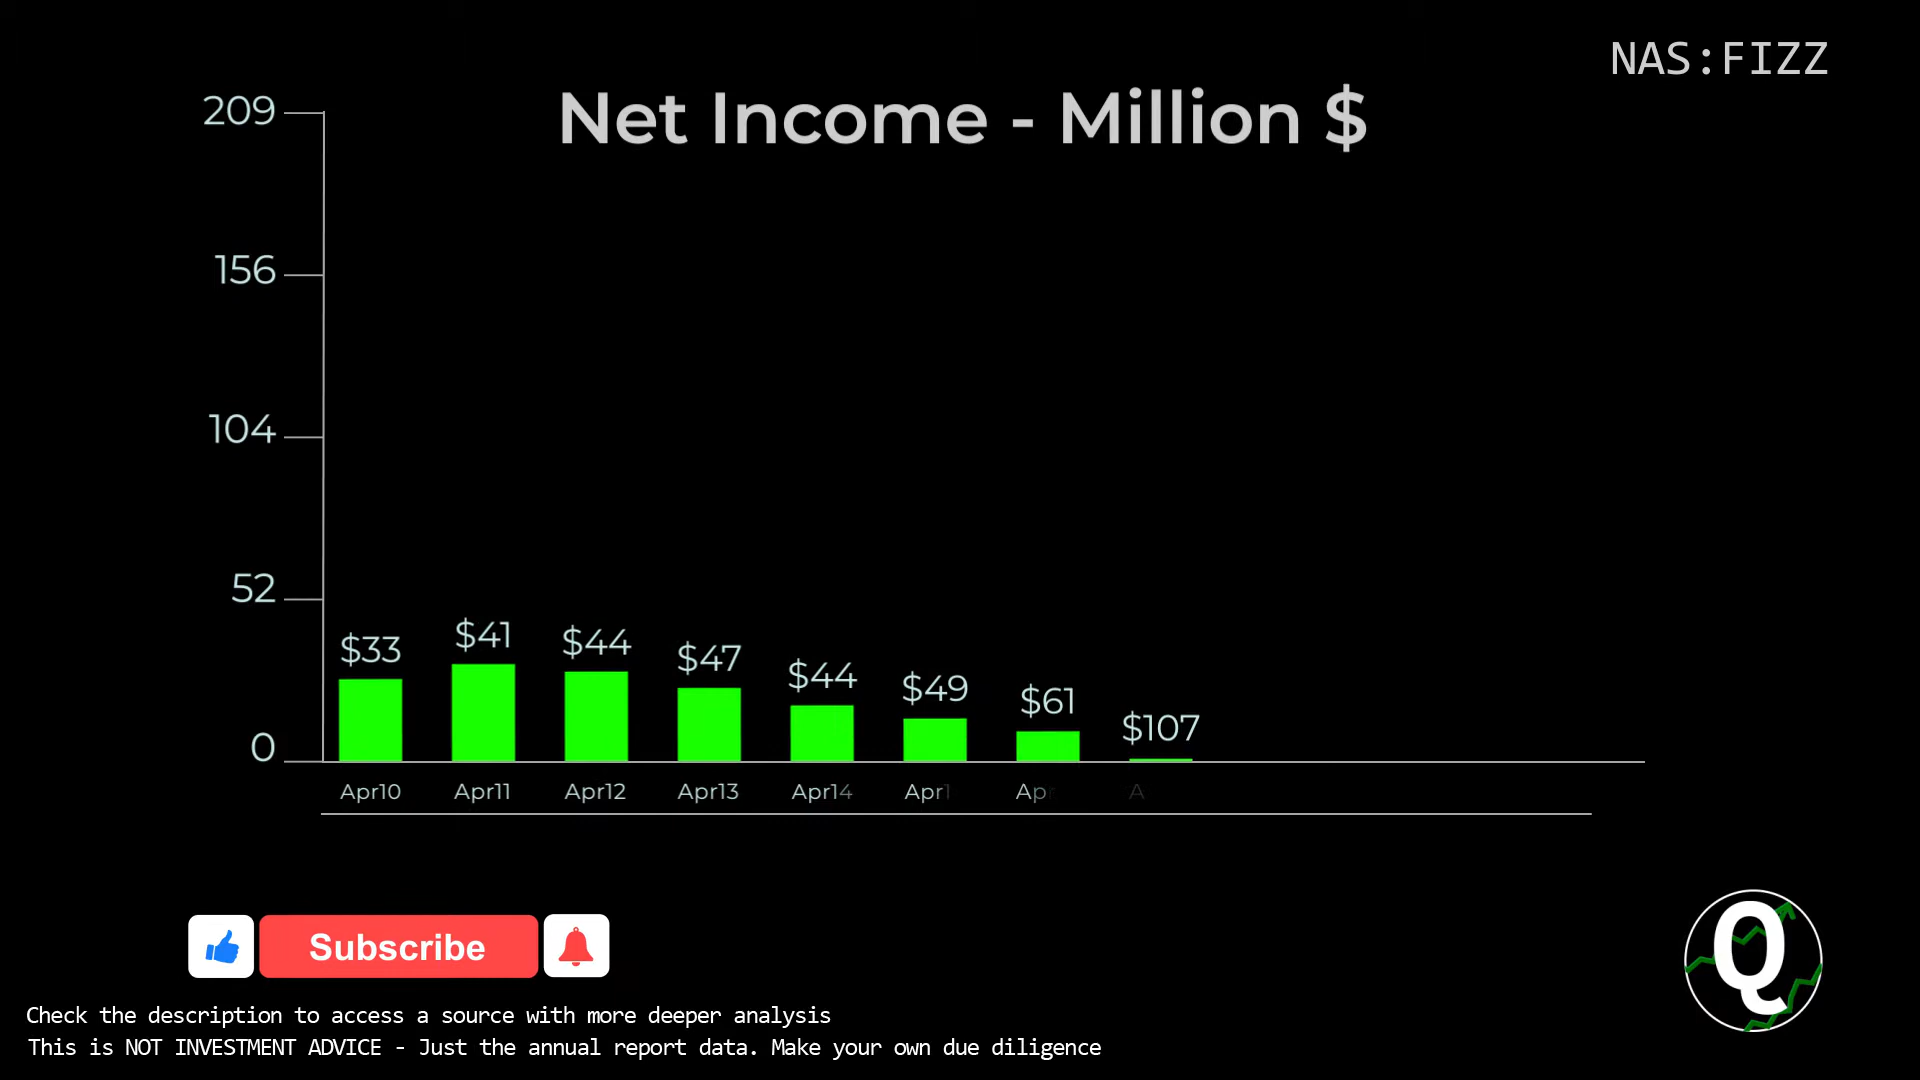 NAS:FIZZ
Net Income - Million $
209
156
104
52
0
$33 $41 $44 $47 $44 $49 $61 $107
Apr10 Apr11 Apr12 Apr13 Apr14 Apr1 Ap A
Subscribe
Q
Check the description to access a source with more deeper analysis
This is NOT INVESTMENT ADVICE - Just the annual report data. Make your own due diligence